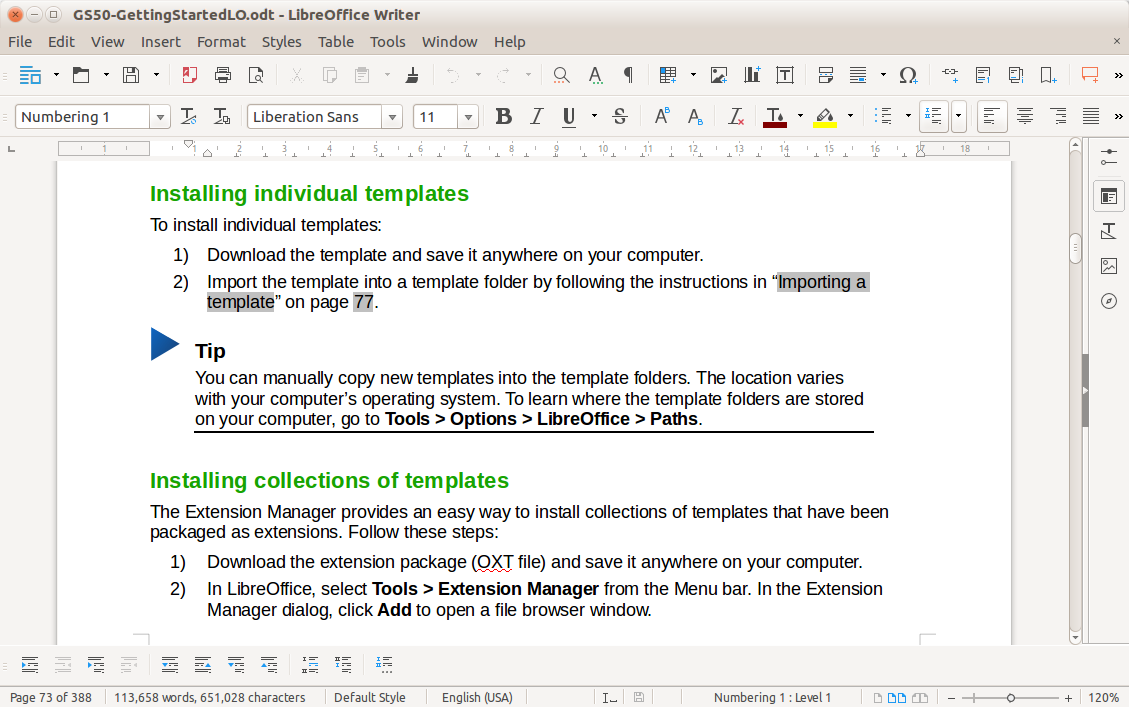 GS50-GettingStartedLO.odt - LibreOffice Writer
File Edit View Insert Format Styles Table Tools Window Help
Numbering 1 Liberation Sans 11
1 1 2 3 4 5 6 7 8 9 10 11 12 13 14 15 16 17 18
Installing individual templates
To install individual templates:
1) Download the template and save it anywhere on your computer.
2) Import the template into a template folder by following the instructions in “Importing a
template” on page 77.
Tip
You can manually copy new templates into the template folders. The location varies
with your computer’s operating system. To learn where the template folders are stored
on your computer, go to Tools > Options > LibreOffice > Paths.
Installing collections of templates
The Extension Manager provides an easy way to install collections of templates that have been
packaged as extensions. Follow these steps:
1) Download the extension package (OXT file) and save it anywhere on your computer.
2) In LibreOffice, select Tools > Extension Manager from the Menu bar. In the Extension
Manager dialog, click Add to open a file browser window.
Page 73 of 388 113,658 words, 651,028 characters Default Style English (USA) Numbering 1 : Level 1 120%